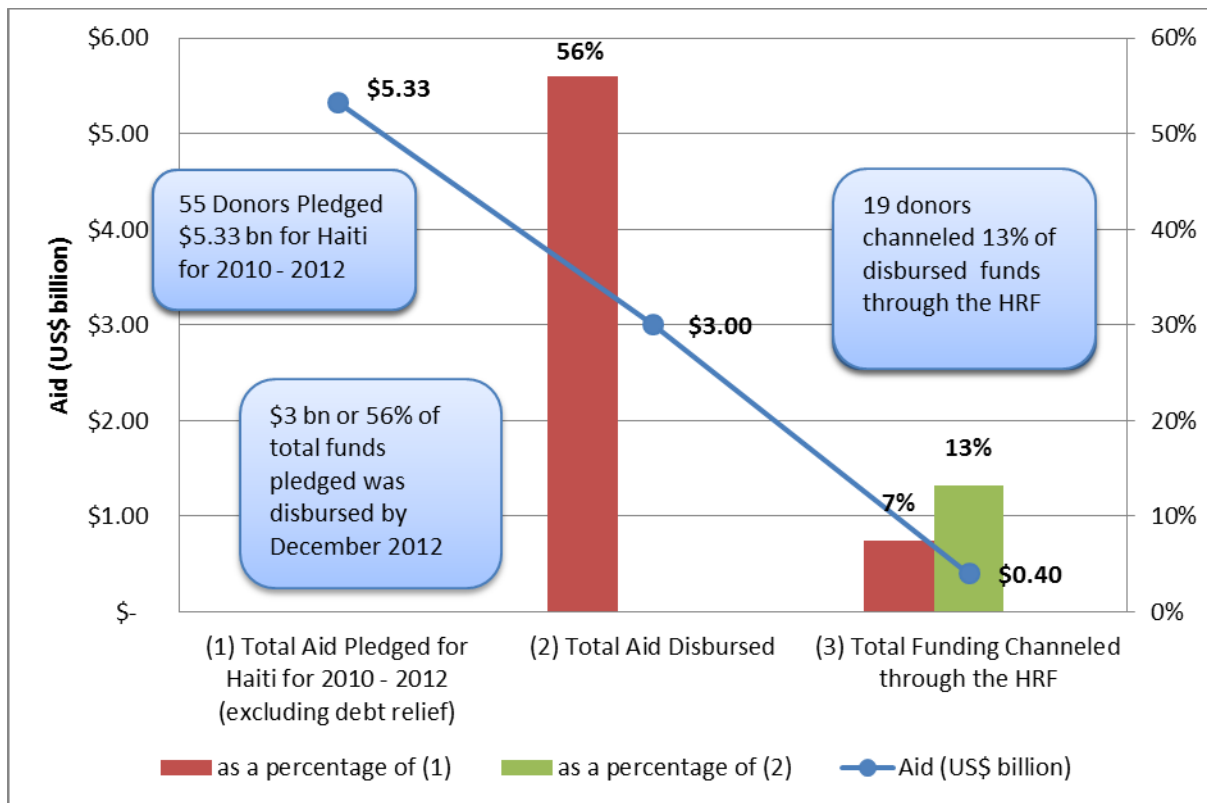 $6.00
$5.00
$4.00
$3.00
$2.00
$1.00
$-
Aid (US$ billion)
60%
50%
40%
30%
20%
10%
0%
56%
$5.33
$3.00
7%
13%
$0.40
55 Donors Pledged
$5.33 bn for Haiti
for 2010 - 2012
$3 bn or 56% of
total funds
pledged was
disbursed by
December 2012
19 donors
channeled 13% of
disbursed funds
through the HRF
(1) Total Aid Pledged for
Haiti for 2010 - 2012
(excluding debt relief)
(2) Total Aid Disbursed
(3) Total Funding Channeled
through the HRF
as a percentage of (1)
as a percentage of (2)
Aid (US$ billion)